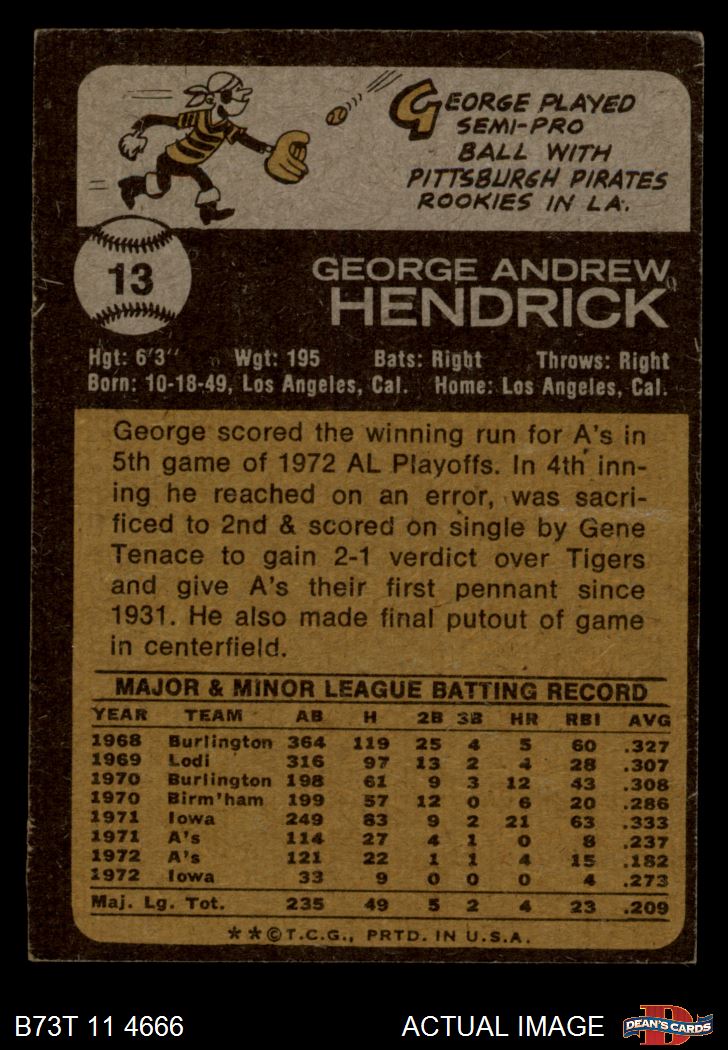 GEORGE PLAYED
SEMI-PRO
BALL WITH
PITTSBURGH PIRATES
ROOKIES IN L.A.
13
GEORGE ANDREW
HENDRICK
Hgt: 6'3" Wgt: 195 Bats: Right Throws: Right
Born: 10-18-49, Los Angeles, Cal. Home: Los Angeles, Cal.
George scored the winning run for A's in
5th game of 1972 AL Playoffs. In 4th inn-
ing he reached on an error, was sacri-
ficed to 2nd & scored on single by Gene
Tenace to gain 2-1 verdict over Tigers
and give A's their first pennant since
1931. He also made final putout of game
in centerfield.
MAJOR & MINOR LEAGUE BATTING RECORD
YEAR TEAM AB H 2B 3B HR RBI AVG
1968 Burlington 364 119 25 4 5 60 .327
1969 Lodi 316 97 13 2 4 28 .307
1970 Burlington 198 61 9 3 12 43 .308
1970 Birm'ham 199 57 12 0 6 20 .286
1971 Iowa 249 83 9 2 21 63 .333
1971 A's 114 27 4 1 0 8 .237
1972 A's 121 22 1 1 4 15 .182
1972 Iowa 33 9 0 0 0 4 .273
Maj. Lg. Tot. 235 49 5 2 4 23 .209
**©T.C.G., PRTD. IN U.S.A.
B73T 11 4666 ACTUAL IMAGE DEAN'S CARDS